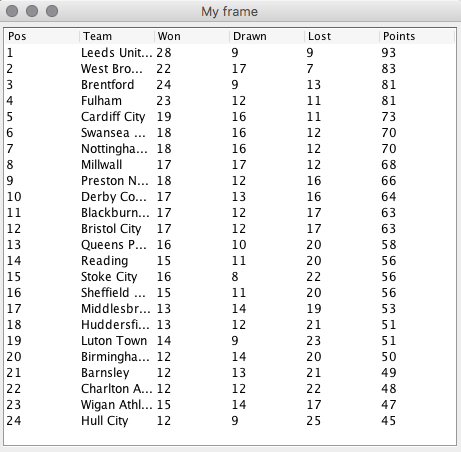 My frame
Pos Team Won Drawn Lost Points
1 Leeds Unit... 28 9 9 93
2 West Bro... 22 17 7 83
3 Brentford 24 9 13 81
4 Fulham 23 12 11 81
5 Cardiff City 19 16 11 73
6 Swansea ... 18 16 12 70
7 Nottingha... 18 16 12 70
8 Millwall 17 17 12 68
9 Preston N... 18 12 16 66
10 Derby Co... 17 13 16 64
11 Blackburn... 17 12 17 63
12 Bristol City 17 12 17 63
13 Queens P... 16 10 20 58
14 Reading 15 11 20 56
15 Stoke City 16 8 22 56
16 Sheffield ... 15 11 20 56
17 Middlesbr... 13 14 19 53
18 Huddersfi... 13 12 21 51
19 Luton Town 14 9 23 51
20 Birmingha... 12 14 20 50
21 Barnsley 12 13 21 49
22 Charlton A... 12 12 22 48
23 Wigan Athl... 15 14 17 47
24 Hull City 12 9 25 45